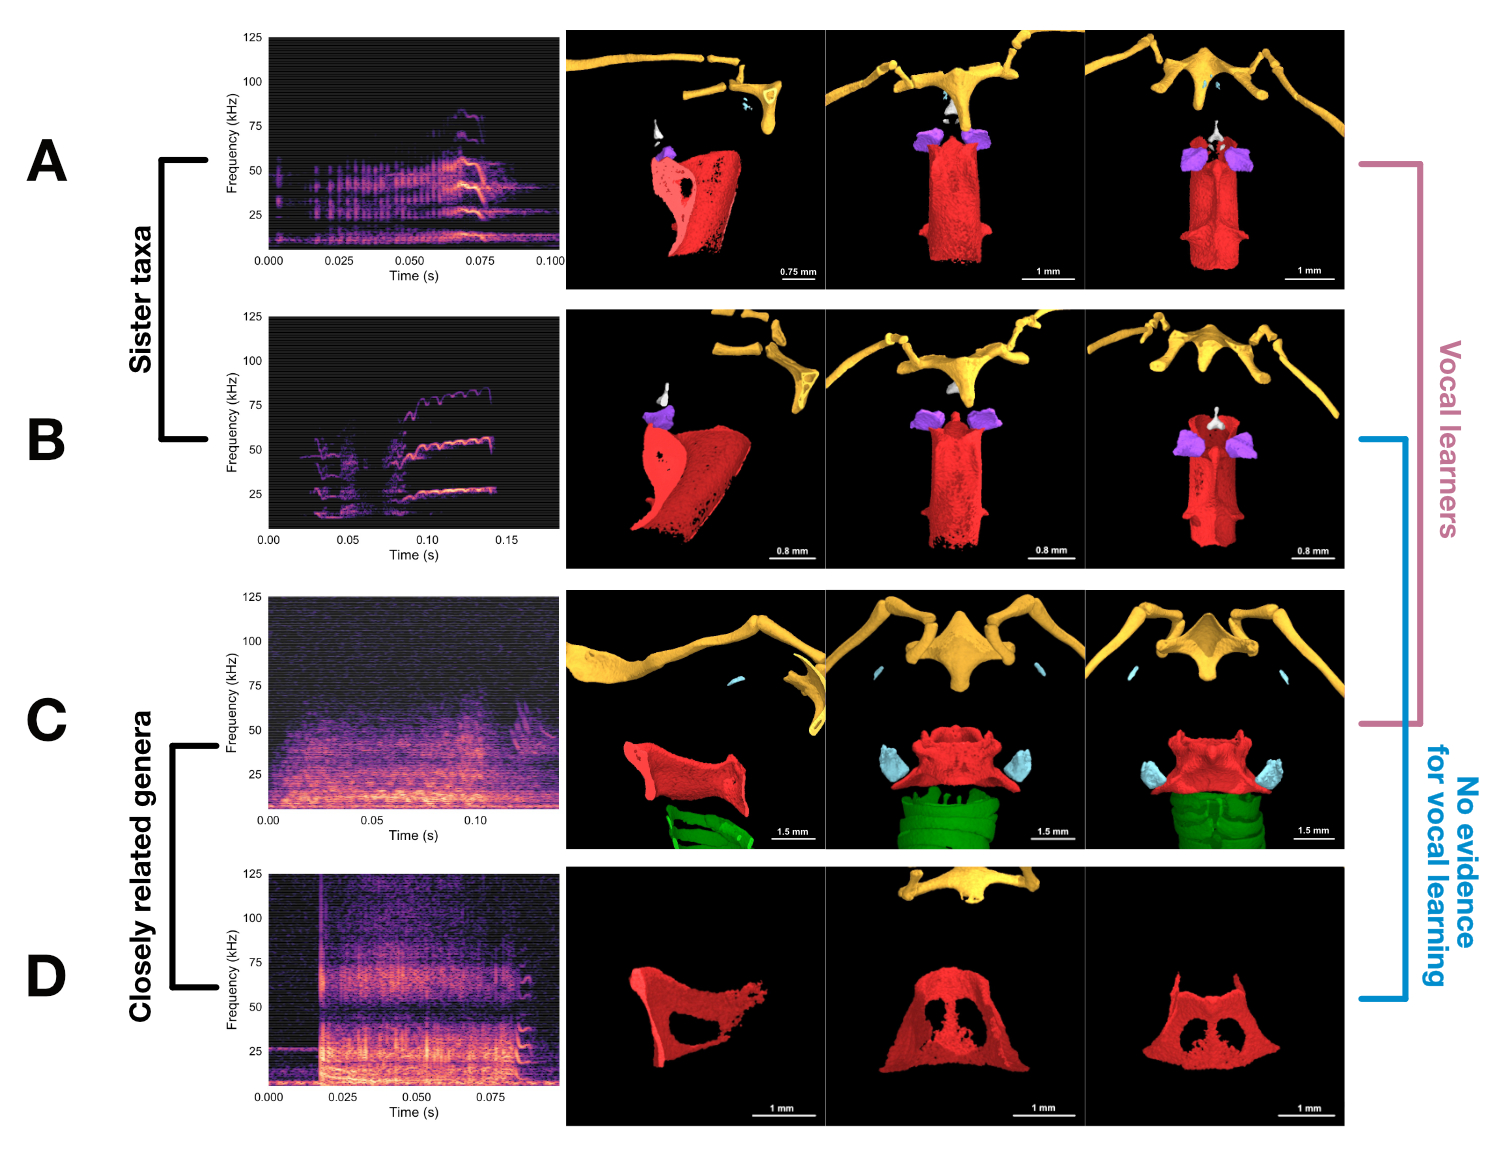 A
Sister taxa
125
100
75
50
25
Frequency (kHz)
0.000 0.025 0.050 0.075 0.100
Time (s)
0.75 mm
1 mm
1 mm
B
125
100
75
50
25
Frequency (kHz)
0.00 0.05 0.10 0.15
Time (s)
0.8 mm
0.8 mm
0.8 mm
Vocal learners
C
Closely related genera
125
100
75
50
25
Frequency (kHz)
0.00 0.05 0.10
Time (s)
1.5 mm
1.5 mm
1.5 mm
No evidence
for vocal learning
D
125
100
75
50
25
Frequency (kHz)
0.000 0.025 0.050 0.075
Time (s)
1 mm
1 mm
1 mm